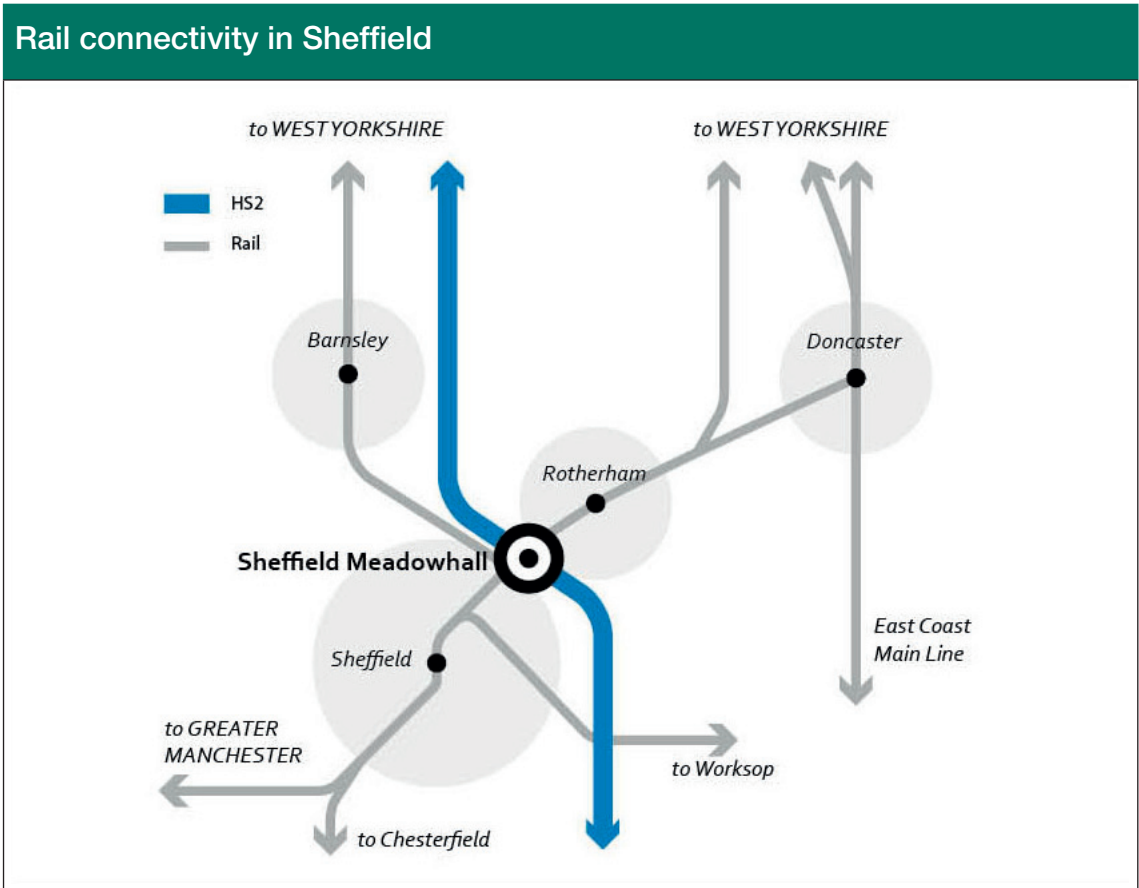 Rail connectivity in Sheffield
to WEST YORKSHIRE
to WEST YORKSHIRE
HS2
Rail
Barnsley
Doncaster
Rotherham
Sheffield Meadowhall
East Coast
Main Line
Sheffield
to GREATER
MANCHESTER
to Worksop
to Chesterfield